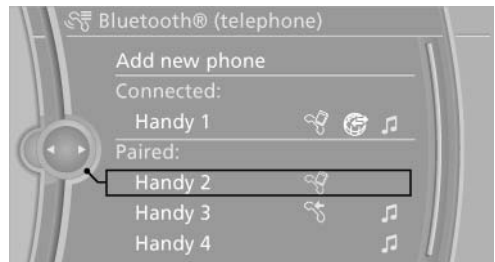 Bluetooth® (telephone)
Add new phone
Connected:
Handy 1
Paired:
Handy 2
Handy 3
Handy 4